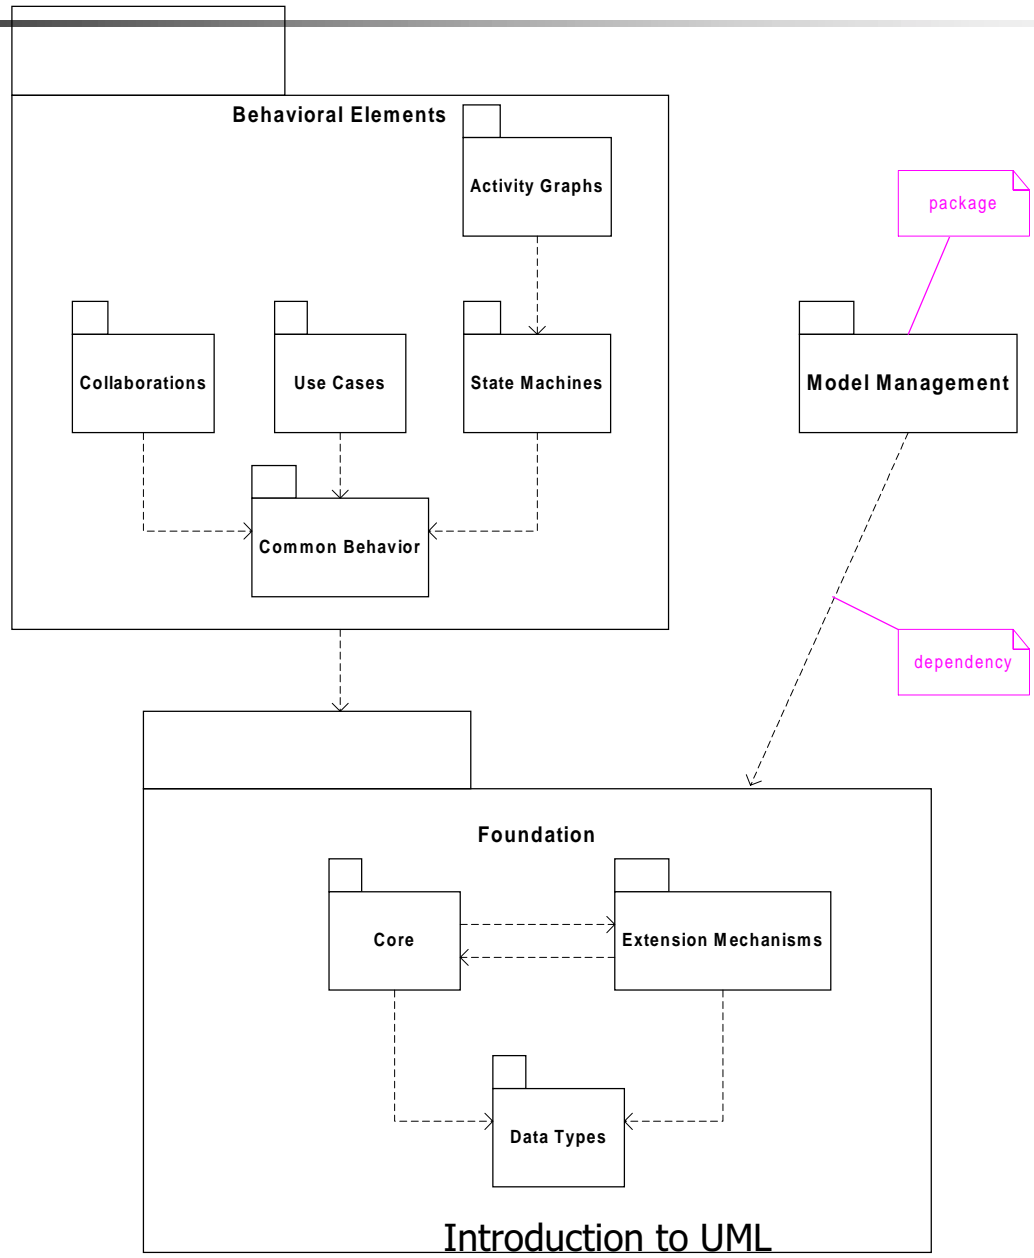 Behavioral Elements
Activity Graphs
package
Collaborations
Use Cases
State Machines
Model Management
Common Behavior
dependency
Foundation
Core
Extension Mechanisms
Data Types
Introduction to UML